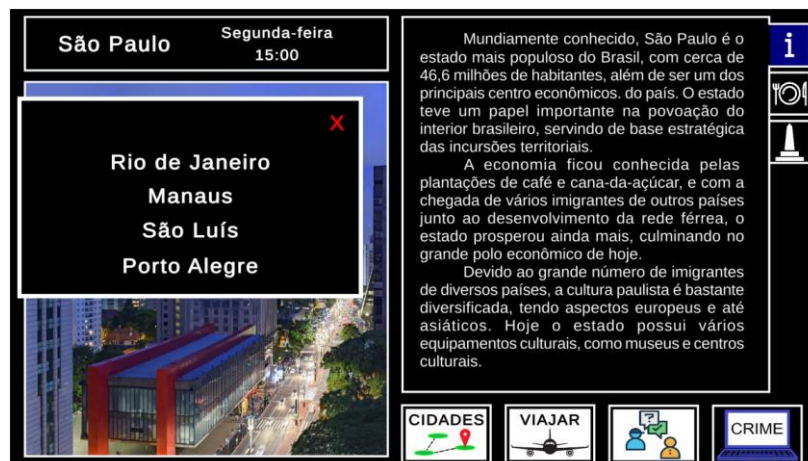 São Paulo
Segunda-feira
15:00
X
Rio de Janeiro
Manaus
São Luís
Porto Alegre
Mundiamente conhecido, São Paulo é o
estado mais populoso do Brasil, com cerca de
46,6 milhões de habitantes, além de ser um dos
principais centro econômicos. do país. O estado
teve um papel importante na povoação do
interior brasileiro, servindo de base estratégica
das incursões territoriais.
A economia ficou conhecida pelas
plantações de café e cana-da-açúcar, e com a
chegada de vários imigrantes de outros países
junto ao desenvolvimento da rede férrea, o
estado prosperou ainda mais, culminando no
grande polo econômico de hoje.
Devido ao grande número de imigrantes
de diversos países, a cultura paulista é bastante
diversificada, tendo aspectos europeus e até
asiáticos. Hoje o estado possui vários
equipamentos culturais, como museus e centros
culturais.
i
CIDADES
VIAJAR
?
CRIME